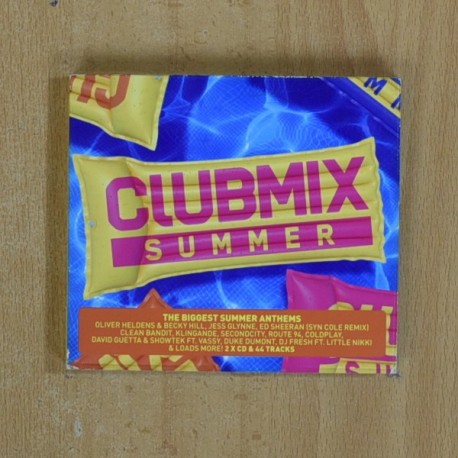 CLUBMIX
SUMMER
THE BIGGEST SUMMER ANTHEMS
OLIVER HELDENS & BECKY HILL, JESS GLYNNE, ED SHEERAN (SYN COLE REMIX)
CLEAN BANDIT, KLINGANDE, SECONDCITY, ROUTE 94, COLDPLAY,
DAVID GUETTA & SHOWTEK FT. VASSY, DUKE DUMONT, DJ FRESH FT. LITTLE NIKKI
& LOADS MORE! 2 X CD & 44 TRACKS